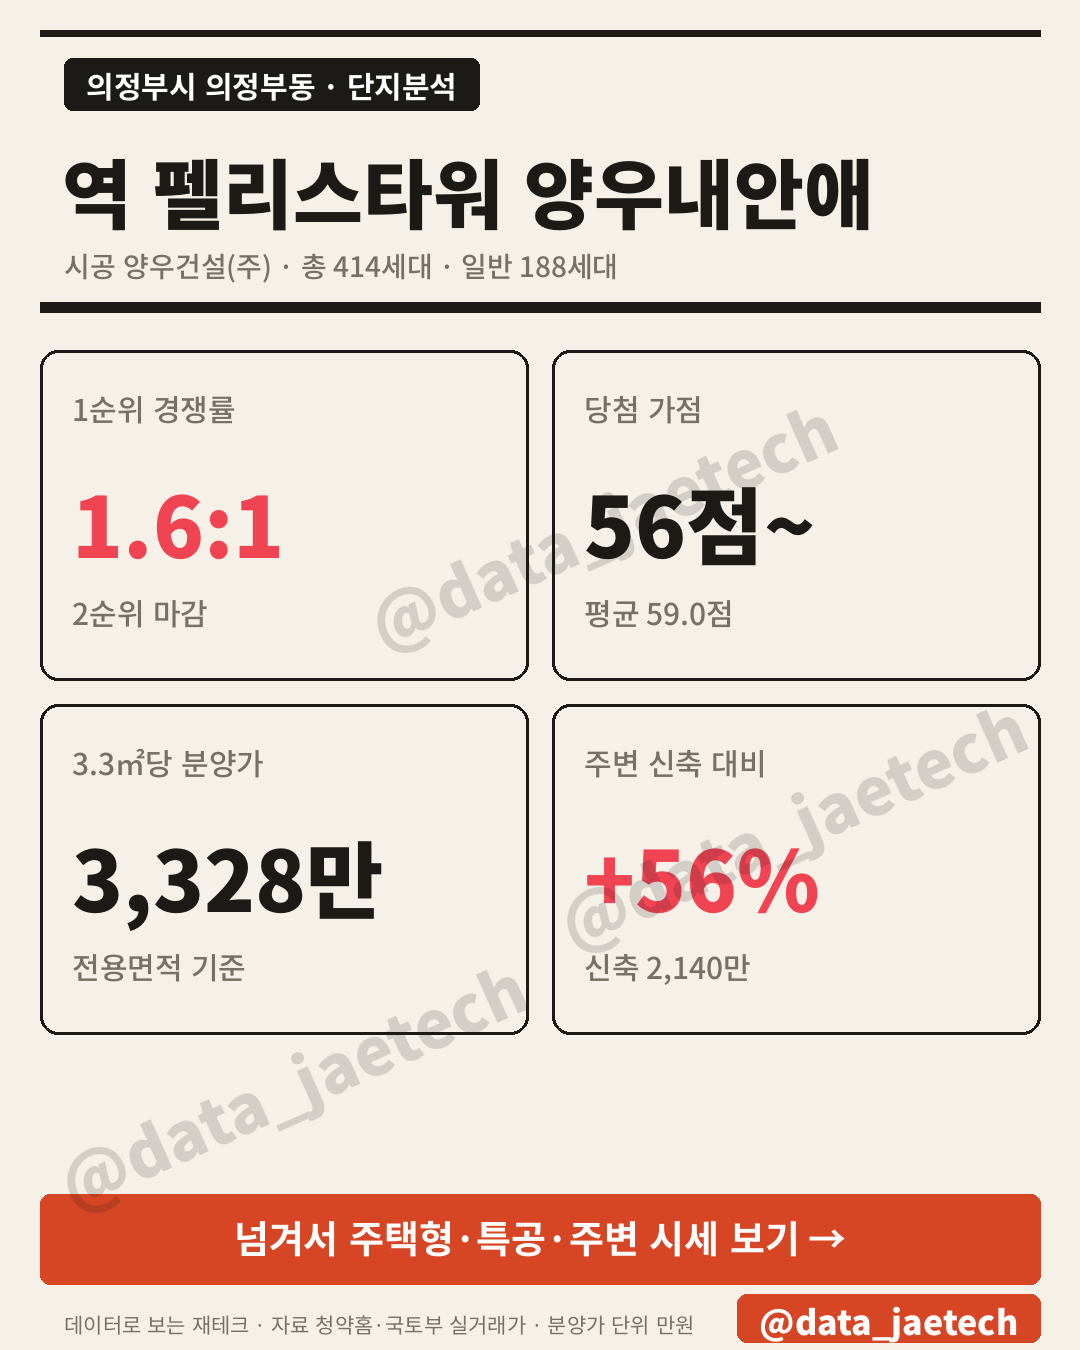 의정부시 의정부동 · 단지분석
역 펠리스타워 양우내안애
시공 양우건설(주) · 총 414세대 · 일반 188세대
1순위 경쟁률
1.6:1
2순위 마감
당첨 가점
56점~
평균 59.0점
3.3㎡당 분양가
3,328만
전용면적 기준
주변 신축 대비
+56%
신축 2,140만
@data_jaetech
@data_jaetech
@data_jaetech
넘겨서 주택형·특공·주변 시세 보기 →
데이터로 보는 재테크 · 자료 청약홈·국토부 실거래가 · 분양가 단위 만원
@data_jaetech